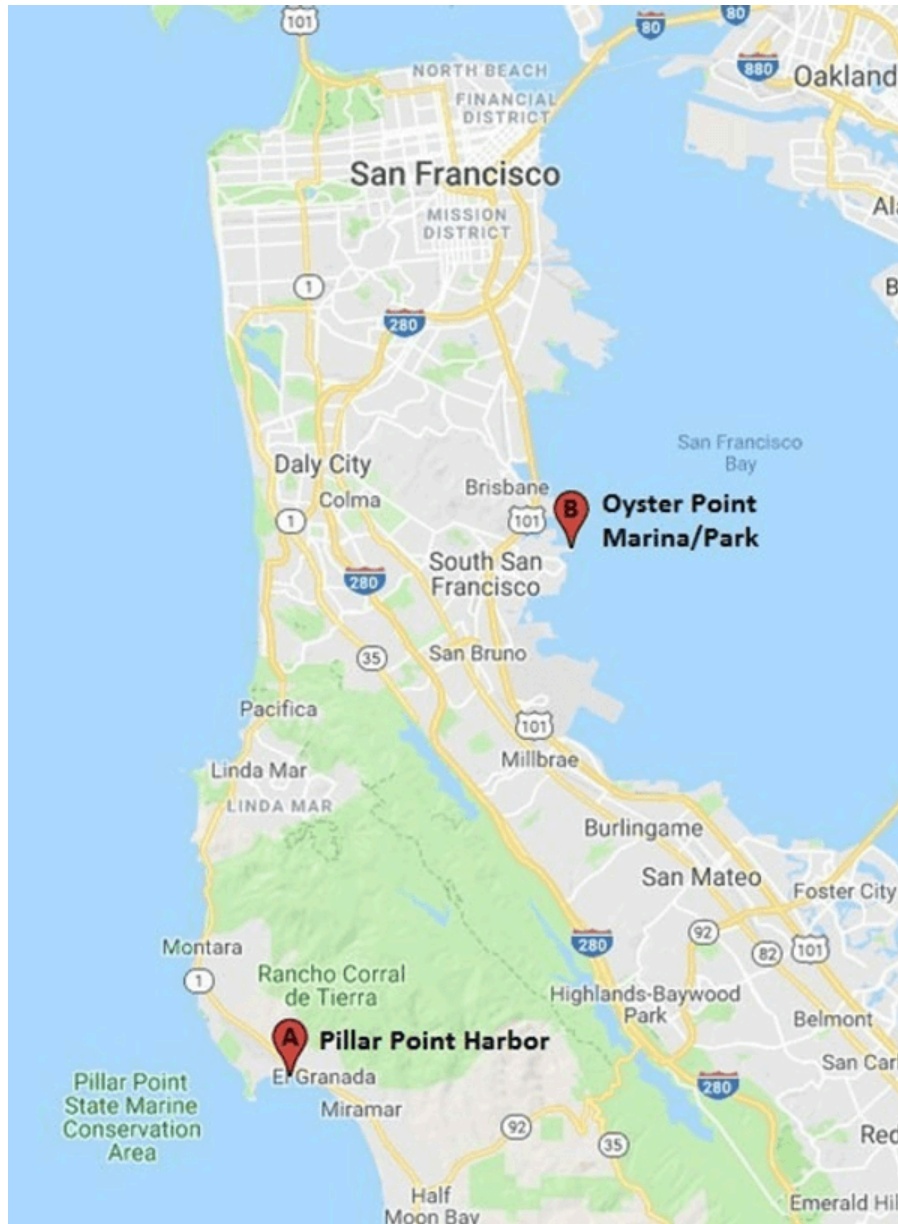 101
80
80
NORTH BEACH
880
Oakland
FINANCIAL
DISTRICT
San Francisco
MISSION
DISTRICT
Ala
B
1
280
San Francisco
Bay
Daly City
Colma
Brisbane
B
Oyster Point
Marina/Park
1
101
South San
Francisco
280
35
San Bruno
Pacifica
101
Millbrae
Linda Mar
LINDA MAR
Burlingame
San Mateo
Foster City
92
82
101
280
Montara
1
Rancho Corral
de Tierra
Highlands-Baywood
Park
Belmont
A
Pillar Point Harbor
San Carl
El Granada
280
Pillar Point
State Marine
Conservation
Area
Miramar
92
35
Red
Half
Moon Bay
Emerald Hil